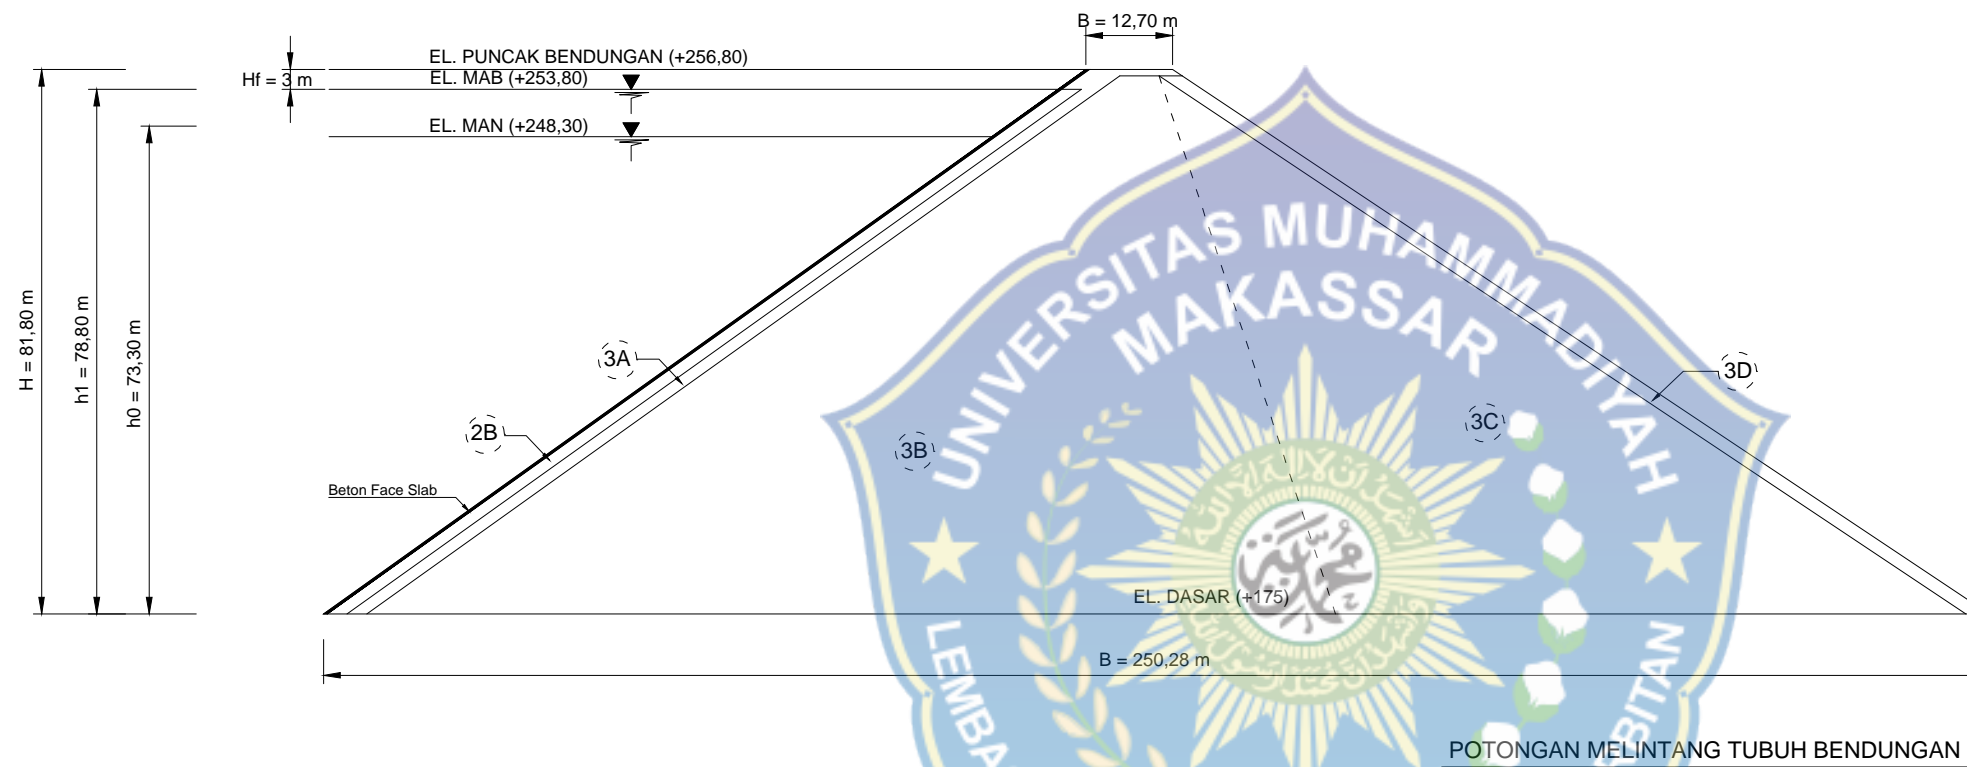 B = 12,70 m
EL. PUNCAK BENDUNGAN (+256,80)
Hf = 3 m
EL. MAB (+253,80)
EL. MAN (+248,30)
H = 81,80 m
h1 = 78,80 m
h0 = 73,30 m
3A
2B
Beton Face Slab
3B
3C
3D
EL. DASAR (+175)
B = 250,28 m
POTONGAN MELINTANG TUBUH BENDUNGAN
UNIVERSITAS MUHAMMADIYAH
MAKASSAR